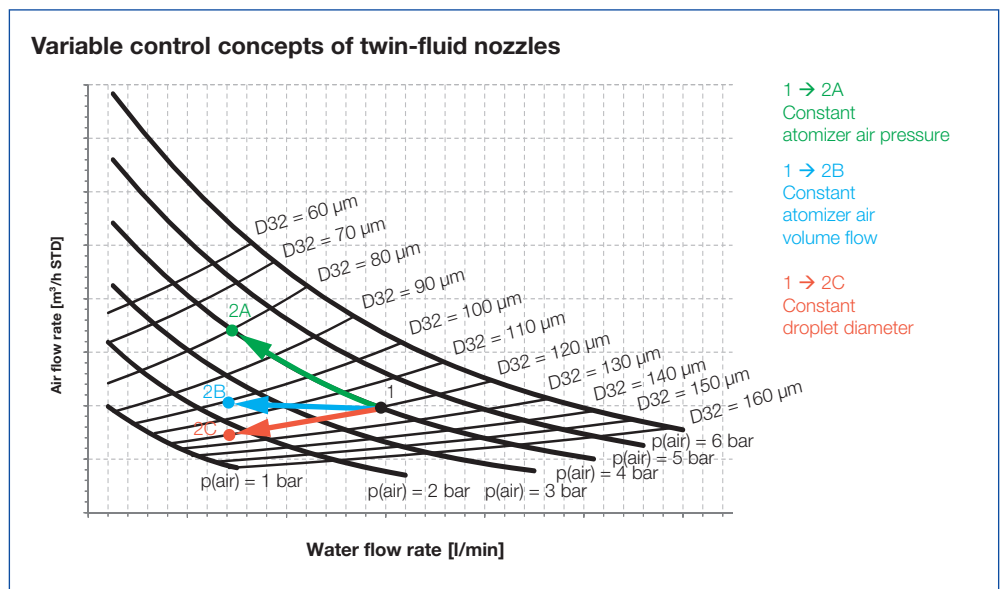 Variable control concepts of twin-fluid nozzles
1 → 2A
Constant
atomizer air pressure
1 → 2B
Constant
atomizer air
volume flow
1 → 2C
Constant
droplet diameter
Air flow rate [m³/h STD]
D32 = 60 µm
D32 = 70 µm
D32 = 80 µm
D32 = 90 µm
D32 = 100 µm
D32 = 110 µm
D32 = 120 µm
D32 = 130 µm
D32 = 140 µm
D32 = 150 µm
D32 = 160 µm
2A
2B
1
2C
p(air) = 6 bar
p(air) = 5 bar
p(air) = 4 bar
p(air) = 3 bar
p(air) = 2 bar
p(air) = 1 bar
Water flow rate [l/min]